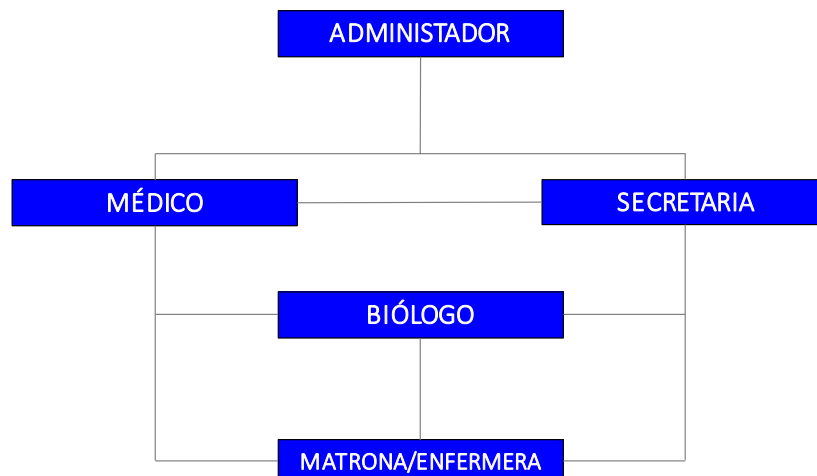 ADMINISTADOR
MÉDICO
SECRETARIA
BIÓLOGO
MATRONA/ENFERMERA